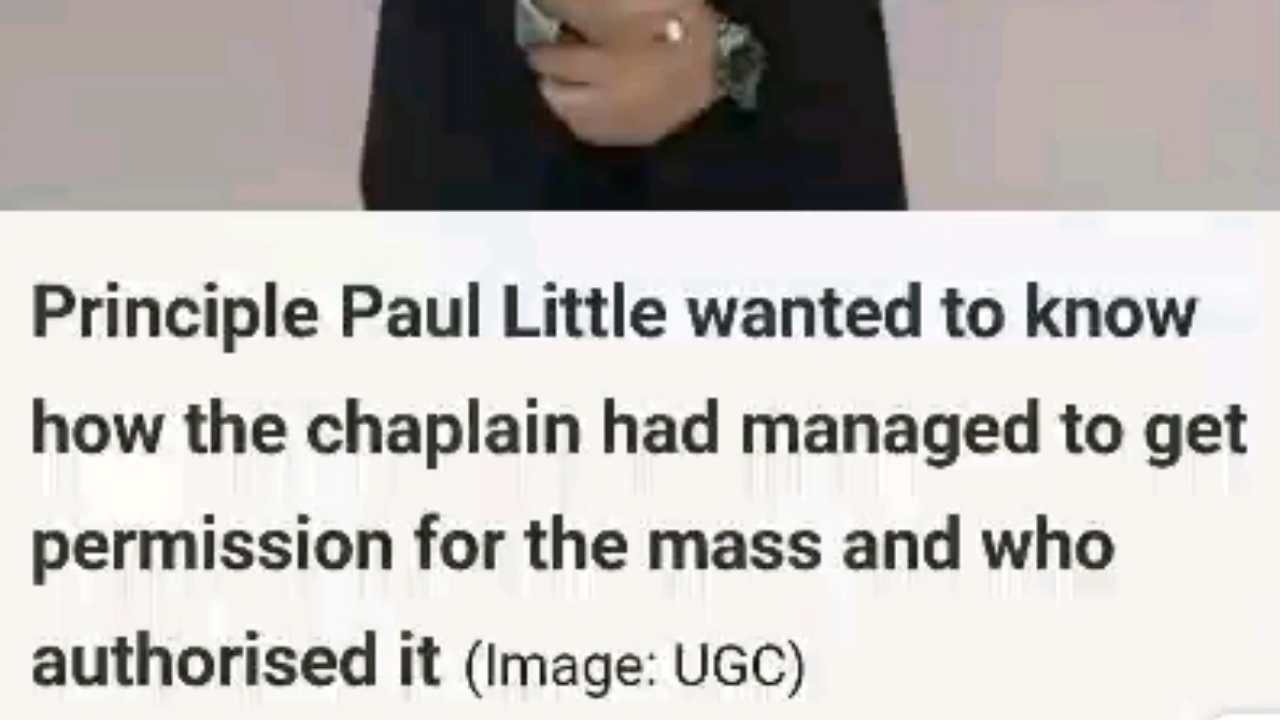 Principle Paul Little wanted to know
how the chaplain had managed to get
permission for the mass and who
authorised it (Image: UGC)